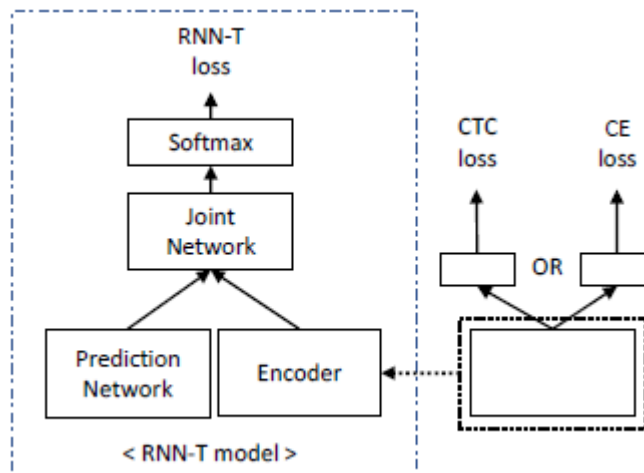 RNN-T
loss
Softmax
Joint
Network
Prediction
Network
Encoder
< RNN-T model >
CTC
loss
CE
loss
OR